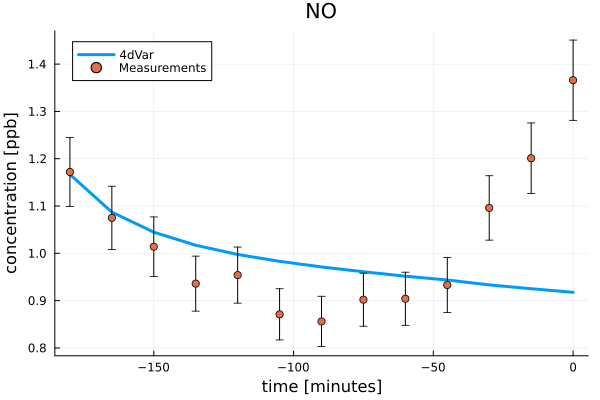 NO
4dVar
Measurements
concentration [ppb]
1.4
1.3
1.2
1.1
1.0
0.9
0.8
−150
−100
−50
0
time [minutes]